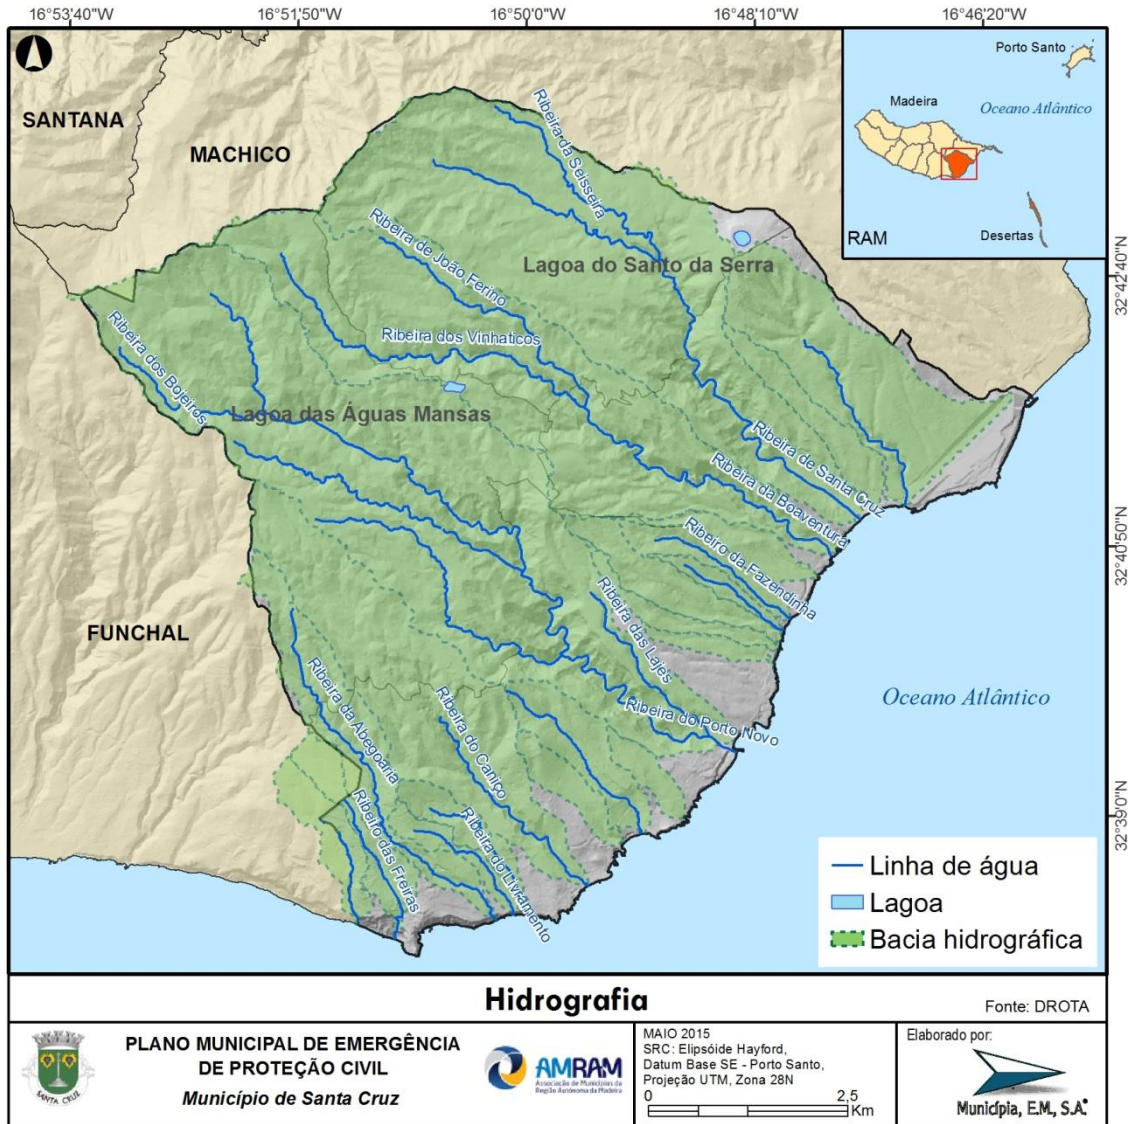 16°53'40"W
16°51'50"W
16°50'0"W
16°48'10"W
16°46'20"W
SANTANA
MACHICO
FUNCHAL
Porto Santo
Madeira
Oceano Atlântico
Desertas
RAM
32°42'40"N
32°40'50"N
32°39'0"N
Ribeira da Seisseira
Ribeira de João Ferino
Lagoa do Santo da Serra
Ribeira dos Vinhaticos
Ribeira dos Bojeiros
Lagoa das Águas Mansas
Ribeira de Santa Cruz
Ribeira da Boaventura
Ribeiro da Fazendinha
Ribeira das Lajes
Ribeira do Porto Novo
Ribeira da Abegoaria
Ribeira do Caniço
Ribeiro das Freiras
Ribeira do Livramento
Oceano Atlântico
Linha de água
Lagoa
Bacia hidrográfica
Hidrografia
Fonte: DROTA
SANTA CRUZ
PLANO MUNICIPAL DE EMERGÊNCIA
DE PROTEÇÃO CIVIL
Município de Santa Cruz
AMRAM
Associação de Municípios da
Região Autónoma da Madeira
MAIO 2015
SRC: Elipsóide Hayford,
Datum Base SE - Porto Santo,
Projeção UTM, Zona 28N
0 2,5
Km
Elaborado por:
Municípia, E.M., S.A.